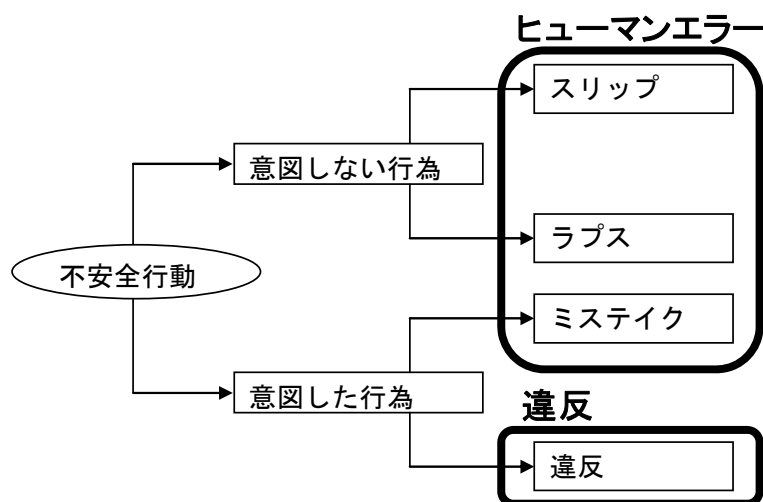 ヒューマンエラー
スリップ
意図しない行為
ラプス
不安全行動
ミステイク
意図した行為
違反
違反